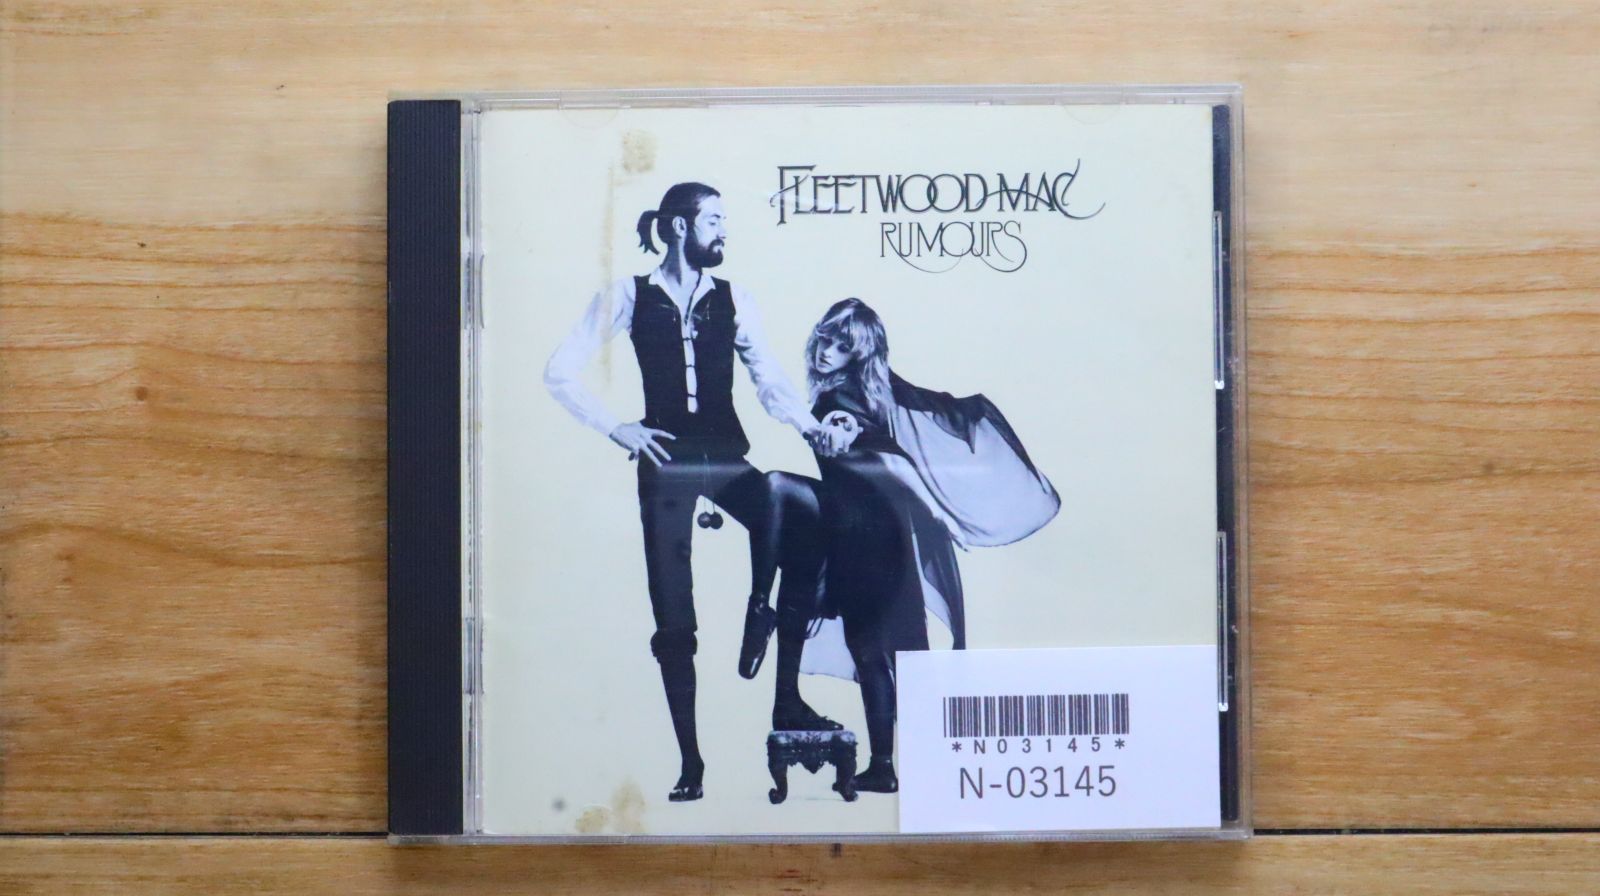 FLEETWOOD MAC
RUMOURS
*N03145*
N-03145